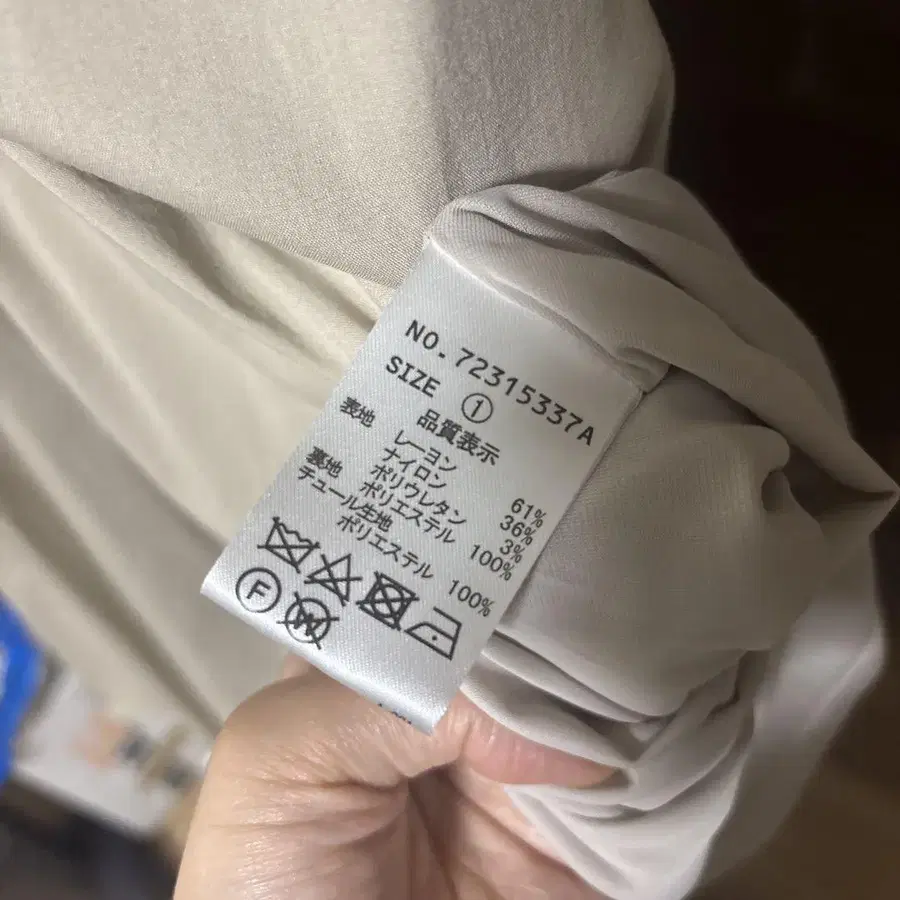 NO. 72315337A
SIZE ①
品質表示
表地 レーヨン 61%
ナイロン 36%
ポリウレタン 3%
裏地 ポリエステル 100%
チュール生地
ポリエステル 100%
F W